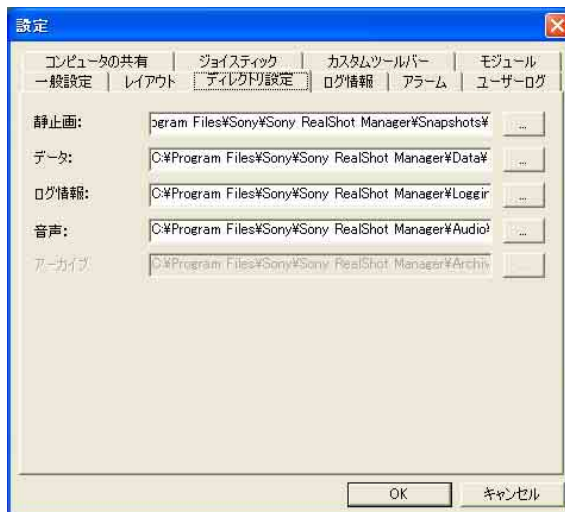 設定
コンピュータの共有 ジョイスティック カスタムツールバー モジュール
一般設定 レイアウト ディレクトリ設定 ログ情報 アラーム ユーザーログ
静止画: ogram Files¥Sony¥Sony RealShot Manager¥Snapshots¥ ...
データ: C:¥Program Files¥Sony¥Sony RealShot Manager¥Data¥ ...
ログ情報: C:¥Program Files¥Sony¥Sony RealShot Manager¥Loggin ...
音声: C:¥Program Files¥Sony¥Sony RealShot Manager¥Audio¥ ...
アーカイブ C:¥Program Files¥Sony¥Sony RealShot Manager¥Archiv
OK キャンセル